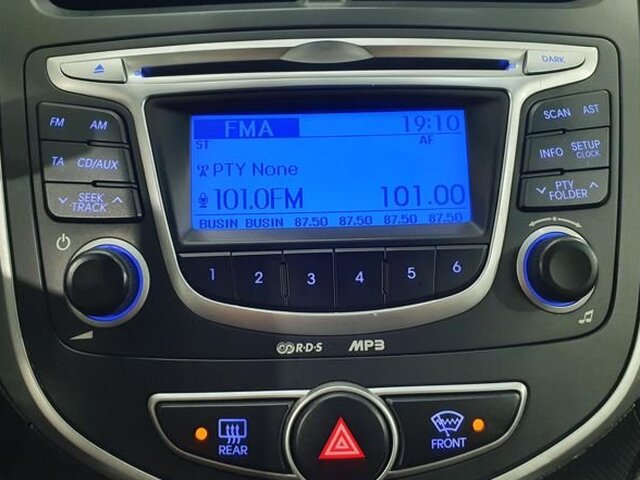 DARK
FM AM
TA CD/AUX
SEEK
TRACK
FMA 19:10
ST AF
PTY None
101.0FM 101.00
BUSIN BUSIN 87.50 87.50 87.50 87.50
SCAN AST
INFO SETUP
CLOCK
PTY
FOLDER
1 2 3 4 5 6
R·D·S MP3
REAR FRONT